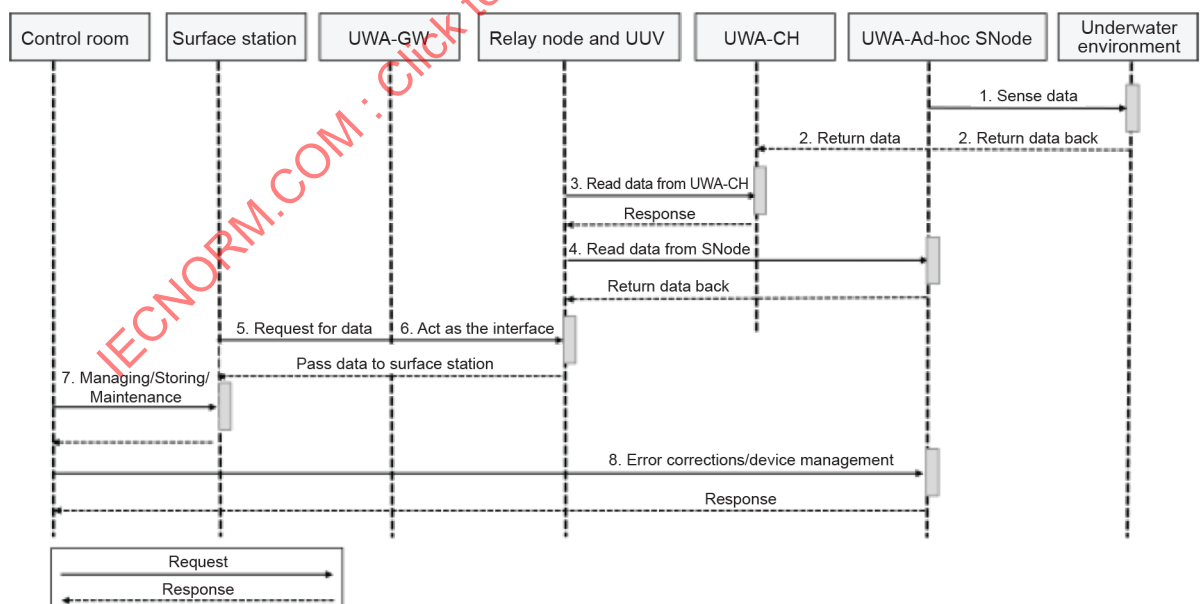 Control room
Surface station
UWA-GW
Relay node and UUV
UWA-CH
UWA-Ad-hoc SNode
Underwater
environment
IECNORM.COM : Click to
1. Sense data
2. Return data
2. Return data back
3. Read data from UWA-CH
Response
4. Read data from SNode
Return data back
5. Request for data
6. Act as the interface
Pass data to surface station
7. Managing/Storing/
Maintenance
8. Error corrections/device management
Response
Request
Response